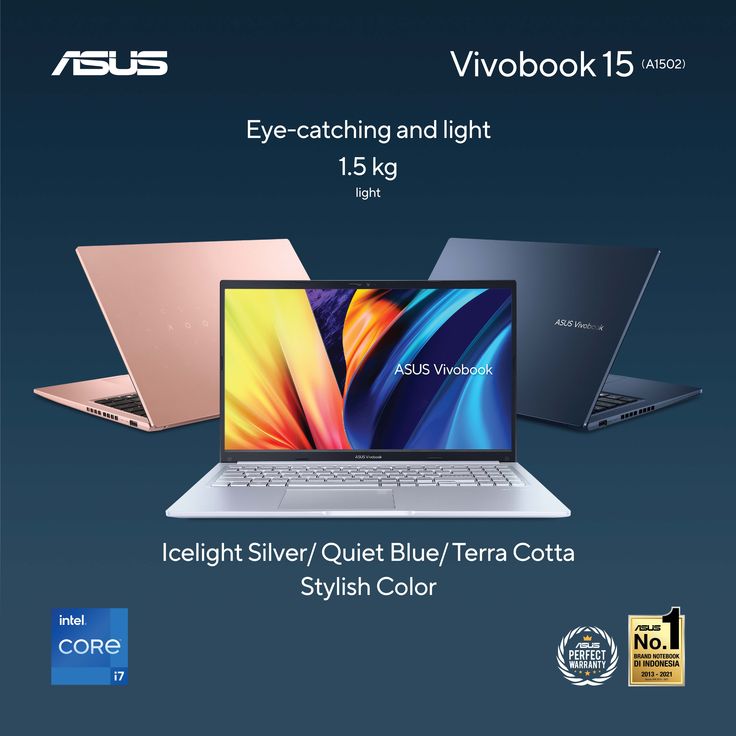 ASUS
Vivobook 15 (A1502)
Eye-catching and light
1.5 kg
light
ASUS Vivobook
ASUS Vivobook
ASUS Vivobook
Icelight Silver/ Quiet Blue/ Terra Cotta
Stylish Color
intel.
CORE
i7
ASUS
PERFECT
WARRANTY
ASUS
No.1
BRAND NOTEBOOK
DI INDONESIA
2013 - 2021